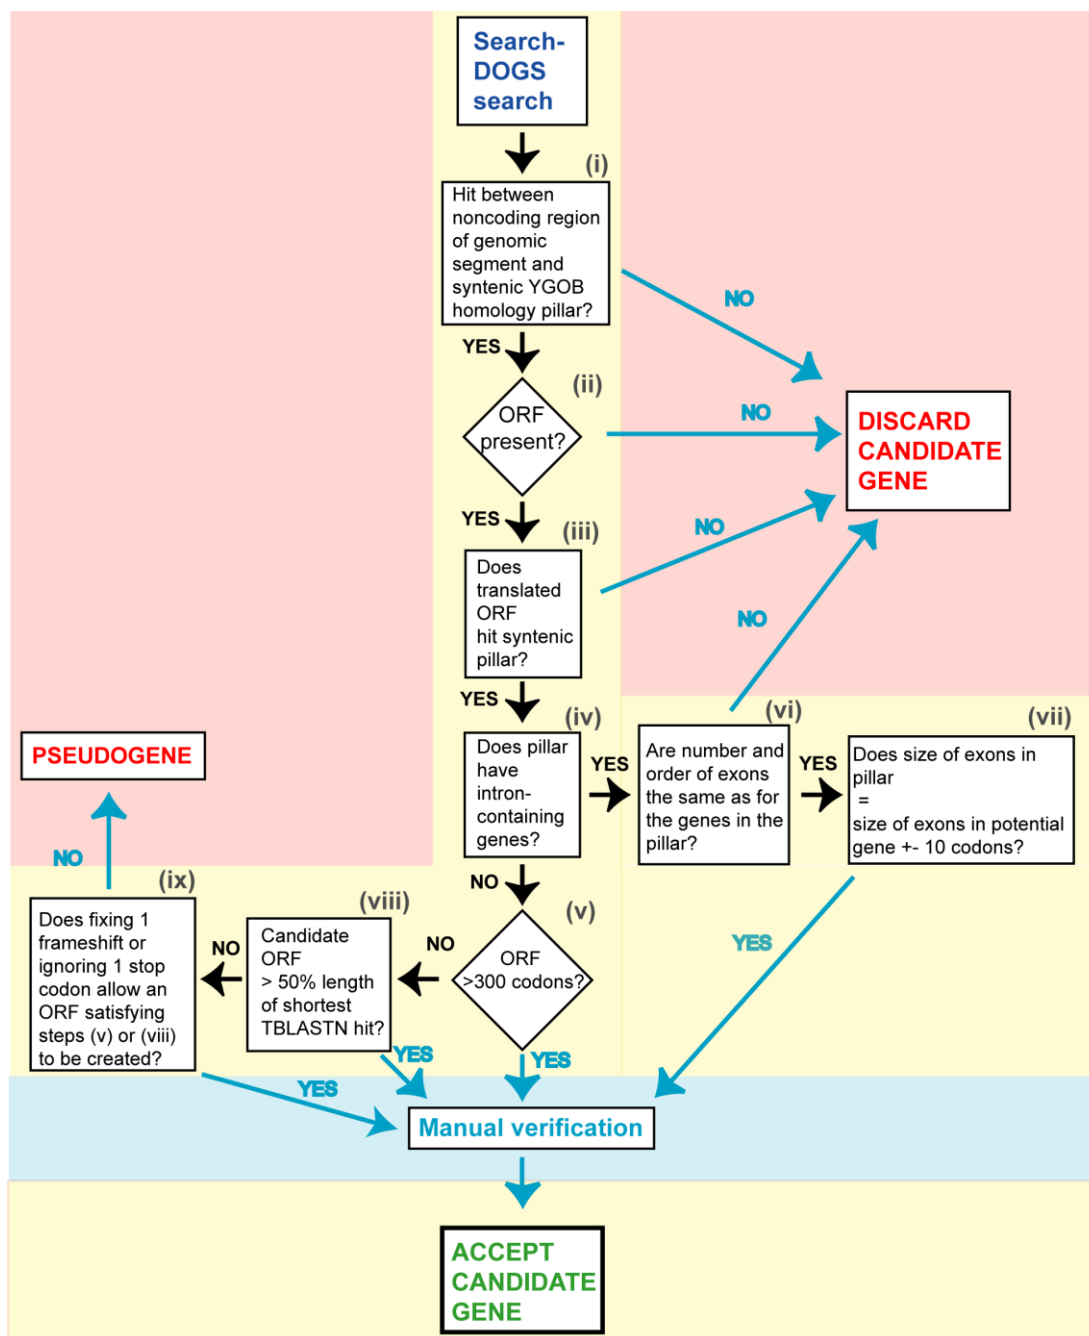 Search-
DOGS
search
(i)
Hit between
noncoding region
of genomic
segment and
syntenic YGOB
homology pillar?
NO
YES
(ii)
ORF
present?
NO
DISCARD
CANDIDATE
GENE
YES
(iii)
Does
translated
ORF
hit syntenic
pillar?
NO
NO
YES
(iv)
Does pillar
have
intron-
containing
genes?
YES
(vi)
Are number and
order of exons
the same as for
the genes in the
pillar?
YES
(vii)
Does size of exons in
pillar
=
size of exons in potential
gene +- 10 codons?
YES
NO
(v)
ORF
>300 codons?
NO
YES
(viii)
Candidate
ORF
> 50% length
of shortest
TBLASTN hit?
NO
YES
(ix)
Does fixing 1
frameshift or
ignoring 1 stop
codon allow an
ORF satisfying
steps (v) or (viii)
to be created?
NO
PSEUDOGENE
YES
Manual verification
ACCEPT
CANDIDATE
GENE